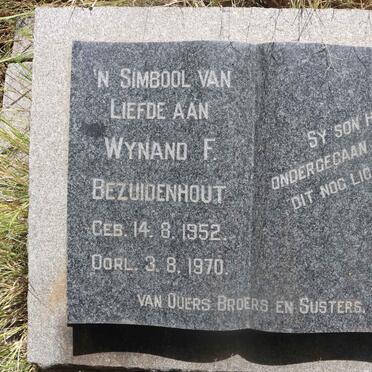 'N SIMBOOL VAN
LIEFDE AAN
WYNAND F.
BEZUIDENHOUT
GEB. 14. 8. 1952.
OORL. 3. 8. 1970.
SY SON
ONDERGEGAAN
DIT NOG
VAN OUERS BROERS EN SUSTERS.